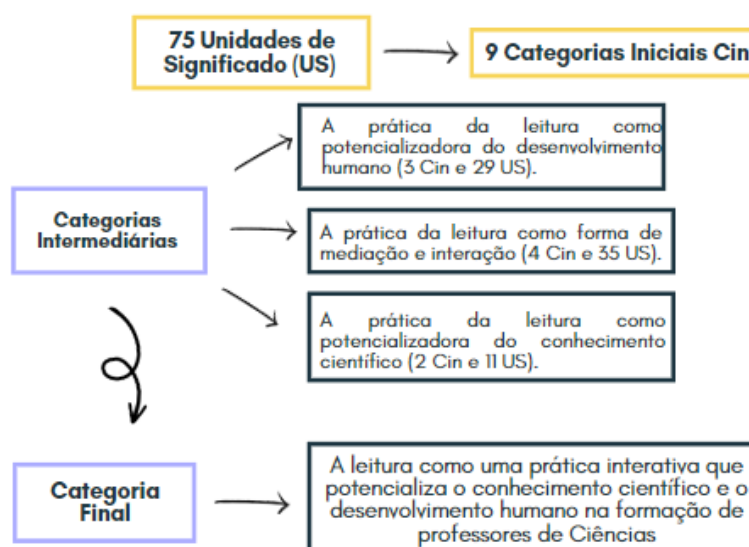 75 Unidades de
Significado (US)
9 Categorias Iniciais Cin
A prática da leitura como
potencializadora do desenvolvimento
humano (3 Cin e 29 US).
Categorias
Intermediárias
A prática da leitura como forma de
mediação e interação (4 Cin e 35 US).
A prática da leitura como
potencializadora do conhecimento
científico (2 Cin e 11 US).
Categoria
Final
A leitura como uma prática interativa que
potencializa o conhecimento científico e o
desenvolvimento humano na formação de
professores de Ciências